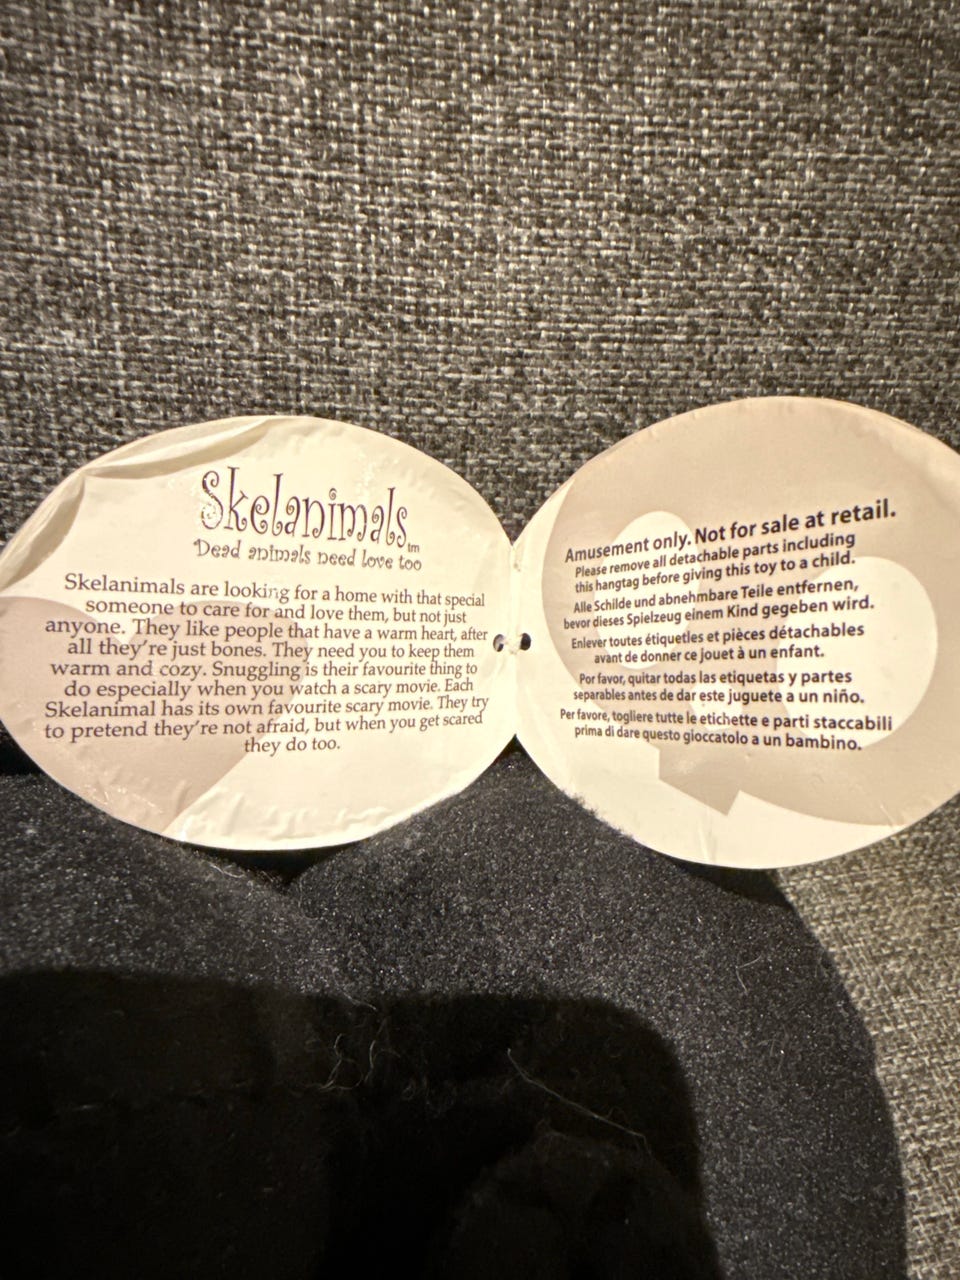 Skelanimals
tm
Dead animals need love too
Skelanimals are looking for a home with that special
someone to care for and love them, but not just
anyone. They like people that have a warm heart, after
all they're just bones. They need you to keep them
warm and cozy. Snuggling is their favourite thing to
do especially when you watch a scary movie. Each
Skelanimal has its own favourite scary movie. They try
to pretend they're not afraid, but when you get scared
they do too.
Amusement only. Not for sale at retail.
Please remove all detachable parts including
this hangtag before giving this toy to a child.
Alle Schilde und abnehmbare Teile entfernen,
bevor dieses Spielzeug einem Kind gegeben wird.
Enlever toutes étiquetles et pièces détachables
avant de donner ce jouet à un enfant.
Por favor, quitar todas las etiquetas y partes
separables antes de dar este juguete a un niño.
Per favore, togliere tutte le etichette e parti staccabili
prima di dare questo gioccatolo a un bambino.